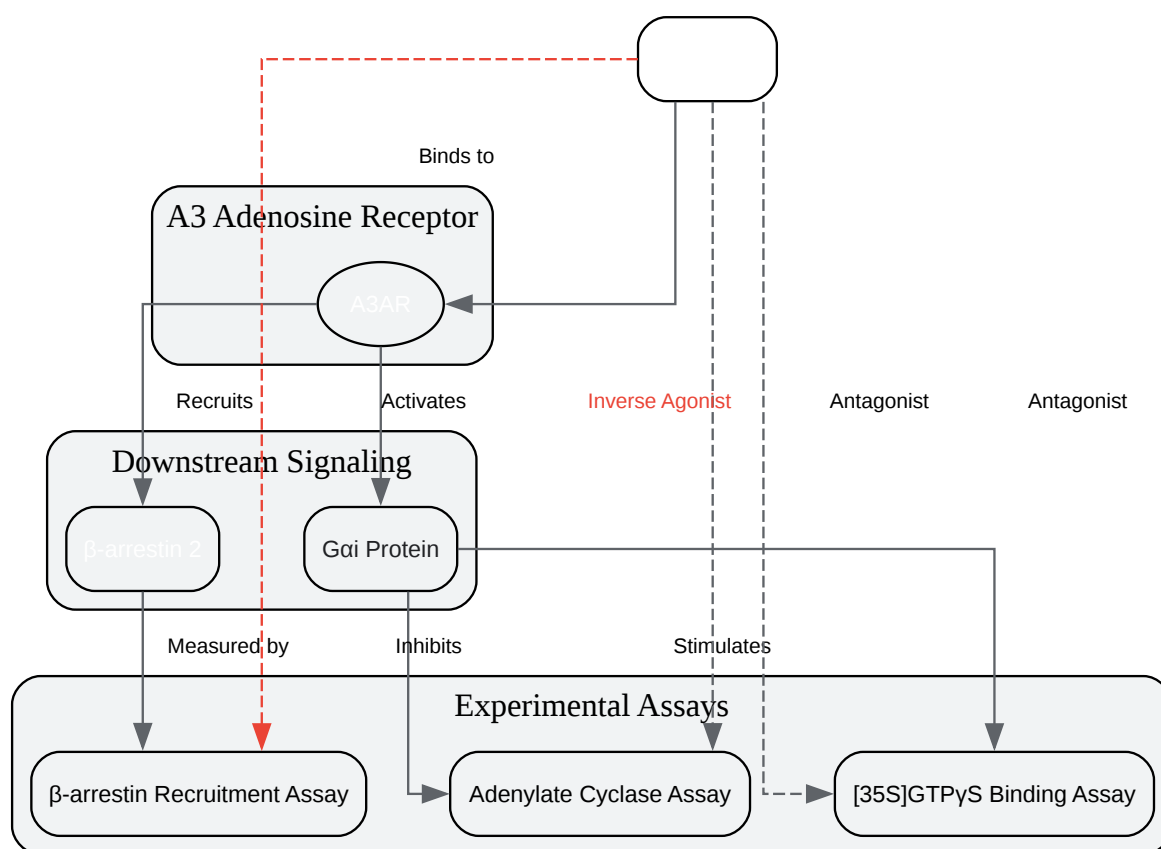 Binds to
A3 Adenosine Receptor
A3AR
Recruits
Activates
Inverse Agonist
Antagonist
Antagonist
Downstream Signaling
β-arrestin 2
Gαi Protein
Measured by
Inhibits
Stimulates
Experimental Assays
β-arrestin Recruitment Assay
Adenylate Cyclase Assay
[35S]GTPγS Binding Assay